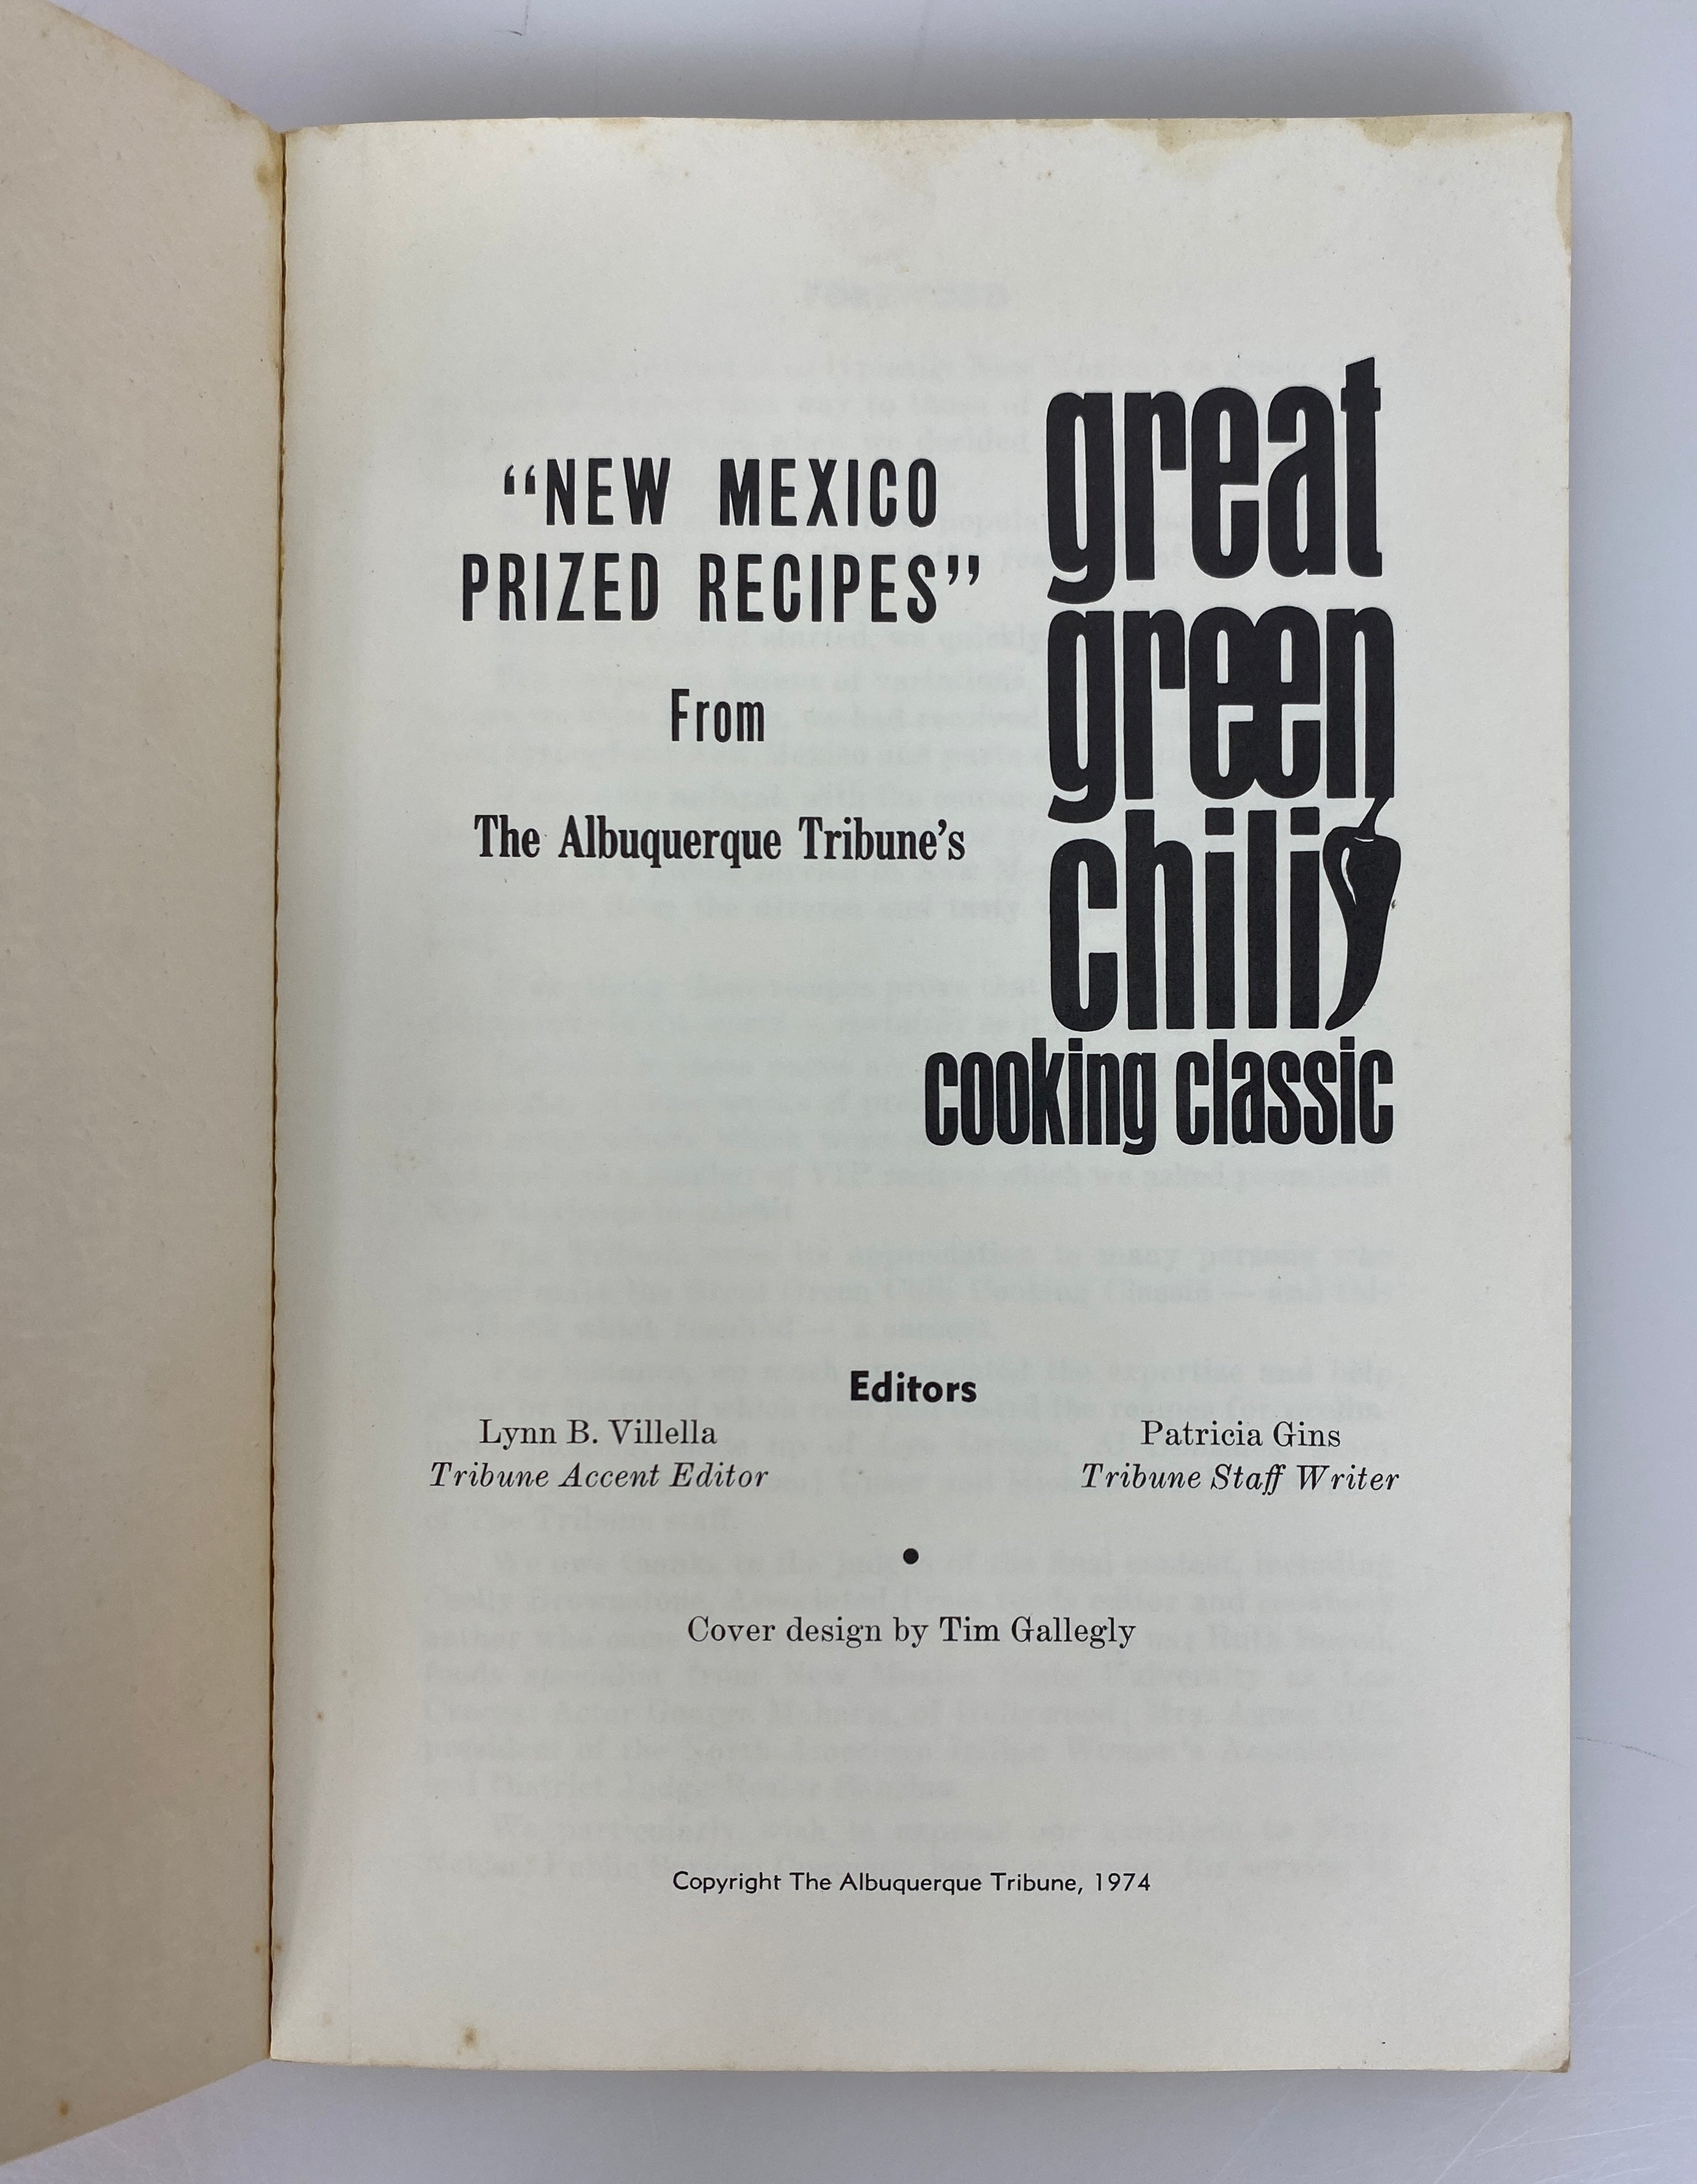 “NEW MEXICO
PRIZED RECIPES”
From
The Albuquerque Tribune’s
great
green
chili
cooking classic
Editors
Lynn B. Villella
Tribune Accent Editor
Patricia Gins
Tribune Staff Writer
•
Cover design by Tim Gallegly
Copyright The Albuquerque Tribune, 1974